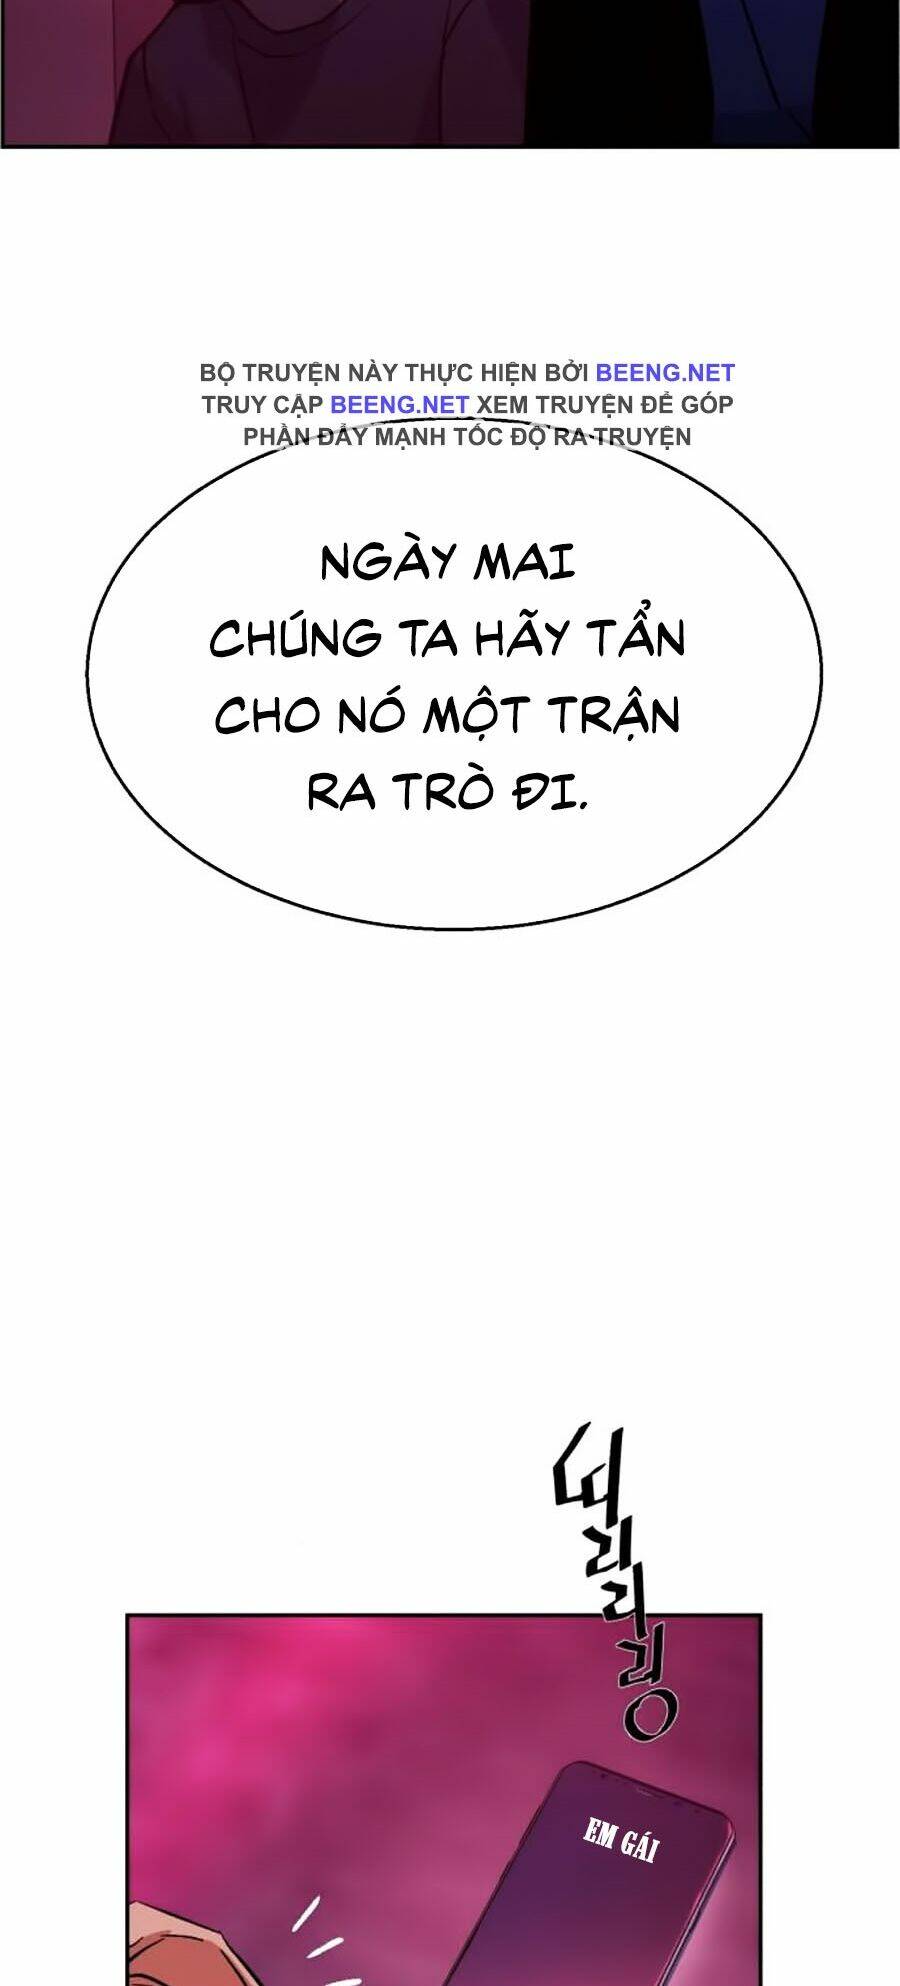 BỘ TRUYỆN NÀY THỰC HIỆN BỞI BEENG.NET
TRUY CẬP BEENG.NET XEM TRUYỆN ĐỂ GÓP
PHẦN ĐẨY MẠNH TỐC ĐỘ RA TRUYỆN
NGÀY MAI
CHÚNG TA HÃY TẨN
CHO NÓ MỘT TRẬN
RA TRÒ ĐI.
띠리리링
EM GÁI